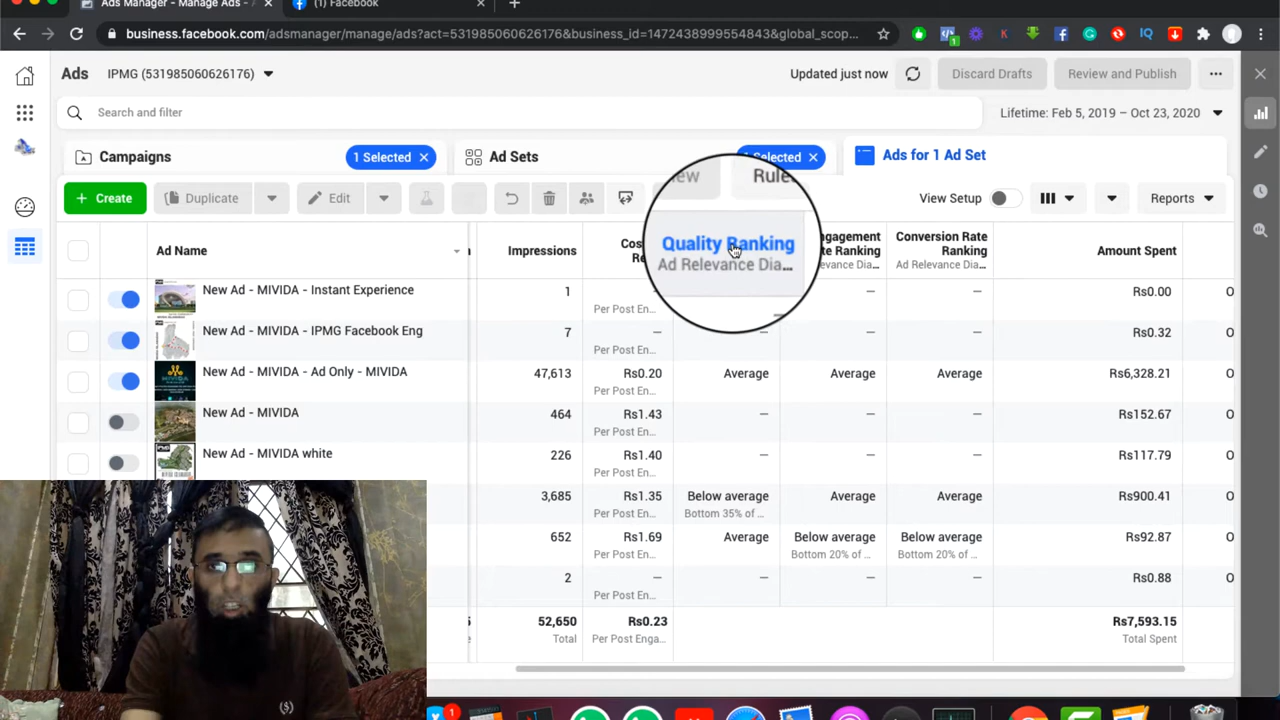 Ads Manager - Manage Ads -
(1) Facebook
business.facebook.com/adsmanager/manage/ads?act=531985060626176&business_id=1472438999554843&global_scop...
Ads
IPMG (531985060626176)
Updated just now
Discard Drafts
Review and Publish
Search and filter
Lifetime: Feb 5, 2019 – Oct 23, 2020
Campaigns
1 Selected
Ad Sets
Selected
Ads for 1 Ad Set
+ Create
Duplicate
Edit
Rules
View Setup
Reports
Ad Name
Impressions
Quality Ranking
Ad Relevance Dia...
Conversion Rate Ranking
Ad Relevance Dia...
Amount Spent
New Ad - MIVIDA - Instant Experience
1
Per Post En...
—
—
Rs0.00
New Ad - MIVIDA - IPMG Facebook Eng
7
—
Per Post En...
—
—
—
Rs0.32
New Ad - MIVIDA - Ad Only - MIVIDA
47,613
Rs0.20
Per Post En...
Average
Average
Average
Rs6,328.21
New Ad - MIVIDA
464
Rs1.43
Per Post En...
—
—
—
Rs152.67
New Ad - MIVIDA white
226
Rs1.40
Per Post En...
—
—
—
Rs117.79
3,685
Rs1.35
Per Post En...
Below average
Bottom 35% of ...
Average
Average
Rs900.41
652
Rs1.69
Per Post En...
Average
Below average
Bottom 20% of ...
Below average
Bottom 20% of ...
Rs92.87
2
—
Per Post En...
—
—
—
Rs0.88
52,650
Total
Rs0.23
Per Post Enga...
Rs7,593.15
Total Spent